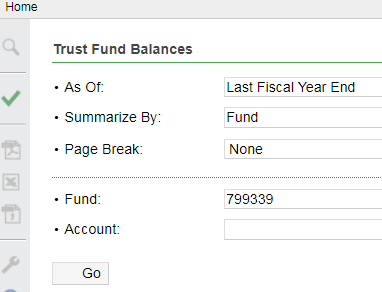 Home
Trust Fund Balances
• As Of: Last Fiscal Year End
• Summarize By: Fund
• Page Break: None
• Fund: 799339
• Account:
Go